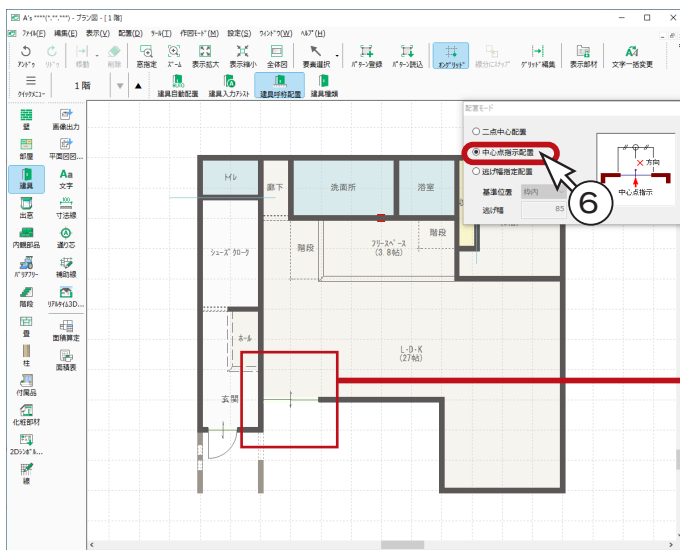 A's ****(*.**.***) - プラン図 - [1 階]
ﾌｧｲﾙ(F) 編集(E) 表示(V) 配置(D) ﾂｰﾙ(T) 作図ﾓｰﾄﾞ(M) 設定(S) ｳｨﾝﾄﾞｳ(W) ﾍﾙﾌﾟ(H)
ｱﾝﾄﾞｩ ﾘﾄﾞｩ 移動 削除 窓指定 ｽﾞｰﾑ 表示拡大 表示縮小 全体図 要素選択 ﾊﾟﾀｰﾝ登録 ﾊﾟﾀｰﾝ読込 ｵﾝｸﾞﾘｯﾄﾞ 線分にｽﾅｯﾌﾟ ｸﾞﾘｯﾄﾞ編集 表示部材 文字一括変更
ｸｲｯｸﾒﾆｭｰ 1 階 ▼ ▲ 建具自動配置 建具入力ｱｼｽﾄ 建具呼称配置 建具種類
壁 画像出力
部屋 平面図図...
建具 Aa 文字
出窓 寸法線
内観部品 通り芯
ﾊﾞﾘｱﾌﾘｰ 補助線
階段 ﾘｱﾙﾀｲﾑ3D...
畳 面積算定
柱 面積表
付属品
化粧部材
2Dｼﾝﾎﾞﾙ...
線
配置モード
二点中心配置
中心点指示配置
逃げ幅指定配置
基準位置 枠内
逃げ幅 85
方向
中心点指示
6
ﾄｲﾚ
廊下
洗面所
浴室
階段
ｼｭｰｽﾞｸﾛｰｸ
階段
ﾌﾘｰｽﾍﾟｰｽ
(3.8帖)
ﾎｰﾙ
L・D・K
(27帖)
玄関